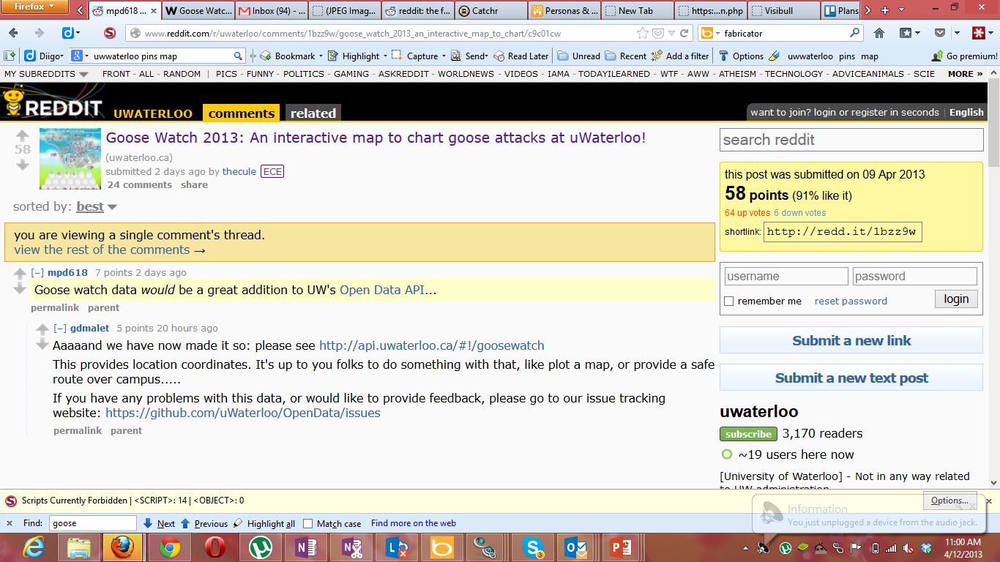 Firefox
mpd618 ...
Goose Watc...
Inbox (94) - ...
(JPEG Imag...
reddit: the f...
Catchr
Personas & ...
New Tab
https:...n.php
Visibull
Plans
www.reddit.com/r/uwaterloo/comments/1bzz9w/goose_watch_2013_an_interactive_map_to_chart/c9c01cw
fabricator
Diigo
uwwaterloo pins map
Bookmark
Highlight
Capture
Send
Read Later
Unread
Recent
Add a filter
Options
uwwaterloo
pins
map
Go premium!
MY SUBREDDITS FRONT - ALL - RANDOM | PICS - FUNNY - POLITICS - GAMING - ASKREDDIT - WORLDNEWS - VIDEOS - IAMA - TODAYILEARNED - WTF - AWW - ATHEISM - TECHNOLOGY - ADVICEANIMALS - SCIE MORE »
REDDIT UWATERLOO comments related
want to join? login or register in seconds | English
58
Goose Watch 2013: An interactive map to chart goose attacks at uWaterloo!
(uwaterloo.ca)
submitted 2 days ago by thecule ECE
24 comments share
sorted by: best
you are viewing a single comment's thread.
view the rest of the comments →
[–] mpd618 7 points 2 days ago
Goose watch data would be a great addition to UW's Open Data API...
permalink parent
[–] gdmalet 5 points 20 hours ago
Aaaaand we have now made it so: please see http://api.uwaterloo.ca/#!/goosewatch
This provides location coordinates. It's up to you folks to do something with that, like plot a map, or provide a safe
route over campus.....
If you have any problems with this data, or would like to provide feedback, please go to our issue tracking
website: https://github.com/uWaterloo/OpenData/issues
permalink parent
search reddit
this post was submitted on 09 Apr 2013
58 points (91% like it)
64 up votes 6 down votes
shortlink: http://redd.it/1bzz9w
username password
remember me reset password login
Submit a new link
Submit a new text post
uwaterloo
subscribe 3,170 readers
~19 users here now
[University of Waterloo] - Not in any way related
to UW administration
Scripts Currently Forbidden | <SCRIPT>: 14 | <OBJECT>: 0
Options...
Information
You just unplugged a device from the audio jack.
Find: goose Next Previous Highlight all Match case Find more on the web
11:00 AM
4/12/2013